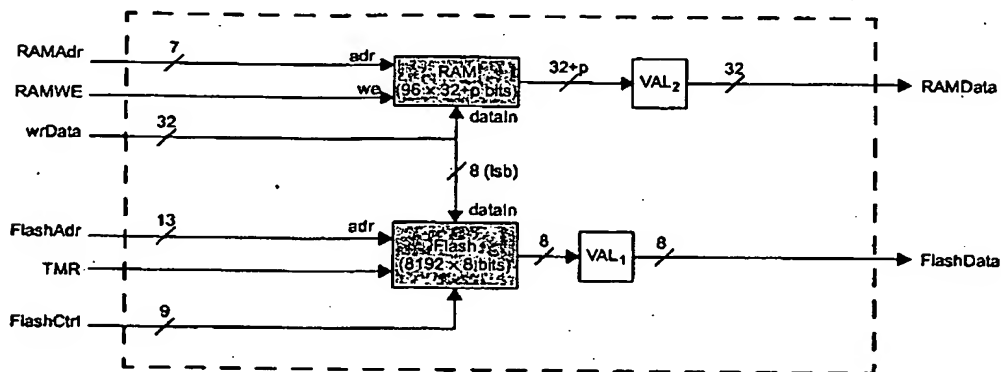 RAMAdr
7
adr
RAM
(96 x 32+p bits)
32+p
VAL2
32
RAMData
RAMWE
we
wrData
32
dataIn
8 (lsb)
dataIn
FlashAdr
13
adr
Flash
(8192 x 8 bits)
8
VAL1
8
FlashData
TMR
FlashCtrl
9